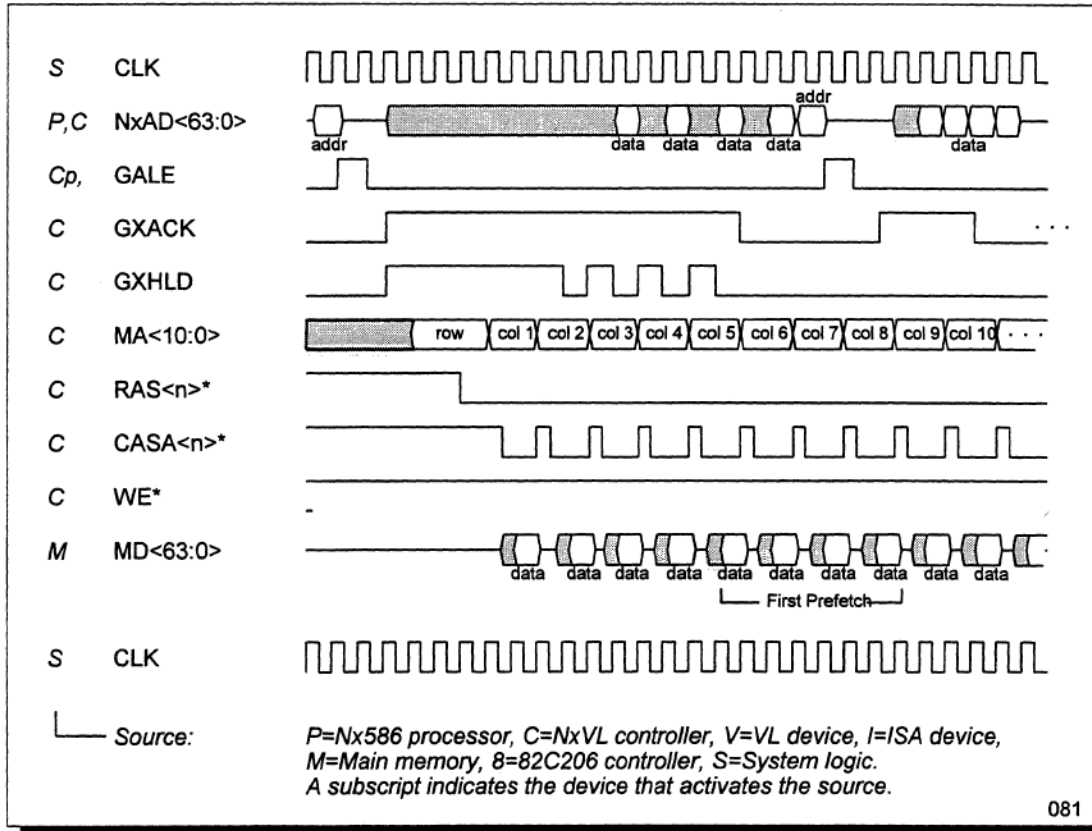 S CLK
addr
P,C NxAD<63:0>
addr data data data data data
Cp, GALE
C GXACK . . .
C GXHLD
C MA<10:0> row col 1 col 2 col 3 col 4 col 5 col 6 col 7 col 8 col 9 col 10 . . .
C RAS<n>*
C CASA<n>*
C WE*
M MD<63:0>
data data data data data data data data data data
First Prefetch
S CLK
Source: P=Nx586 processor, C=NxVL controller, V=VL device, I=ISA device,
M=Main memory, 8=82C206 controller, S=System logic.
A subscript indicates the device that activates the source.
081